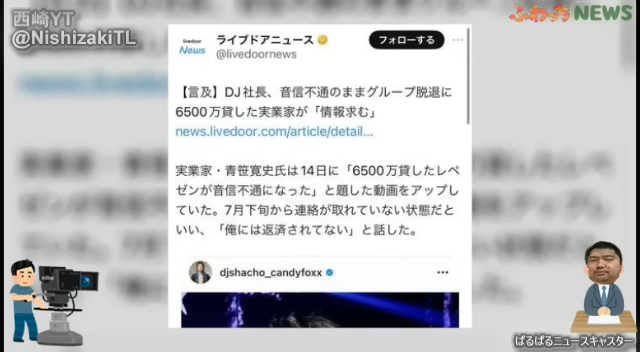 西崎YT
@NishizakiTL
ふわっちNEWS
livedoor
News
ライブドアニュース
@livedoornews
フォローする
【言及】DJ社長、音信不通のままグループ脱退に
6500万貸した実業家が「情報求む」
news.livedoor.com/article/detail...
実業家・青笹寛史氏は14日に「6500万貸したレペ
ゼンが音信不通になった」と題した動画をアップし
ていた。7月下旬から連絡が取れていない状態だと
いい、「俺には返済されてない」と話した。
djshacho_candyfoxx
ぱるぱるニュースキャスター